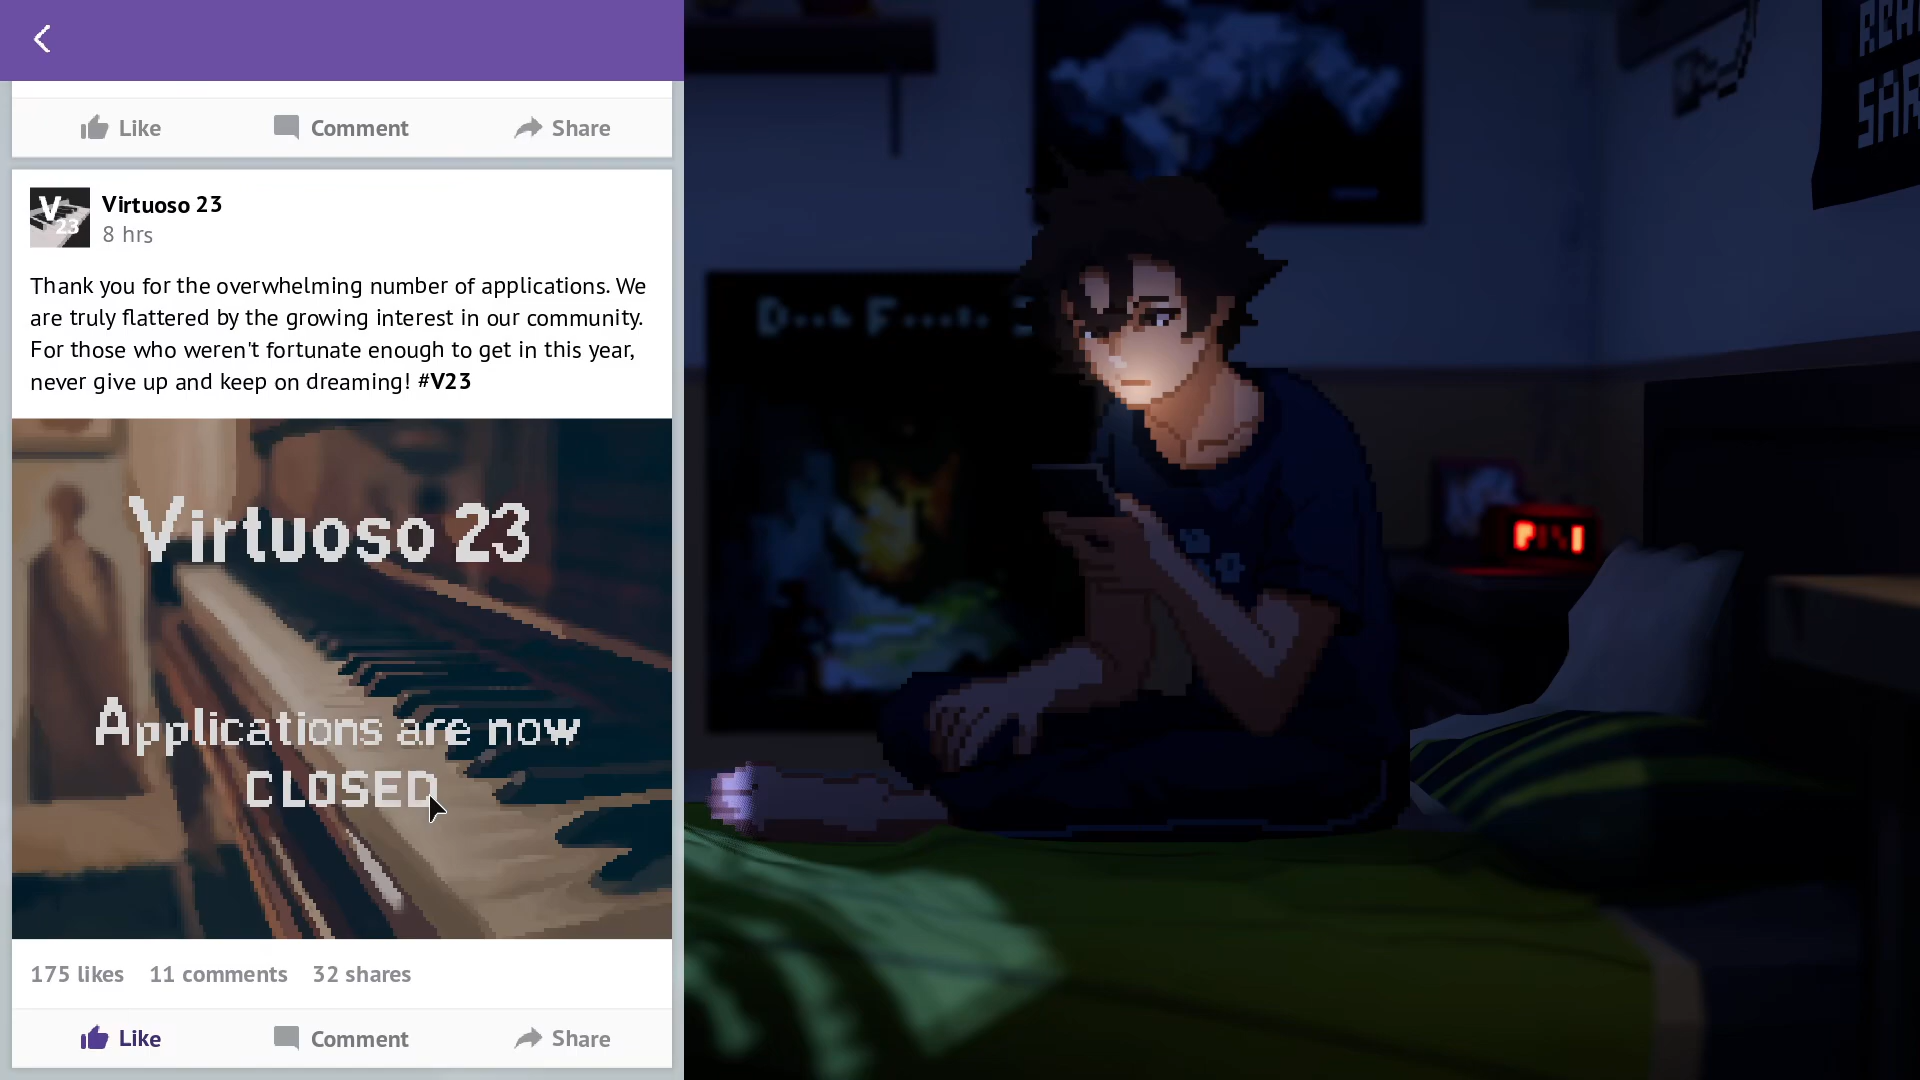 Like Comment Share
Virtuoso 23
8 hrs
Thank you for the overwhelming number of applications. We
are truly flattered by the growing interest in our community.
For those who weren't fortunate enough to get in this year,
never give up and keep on dreaming! #V23
V
23
Virtuoso 23
Applications are now
CLOSED
175 likes 11 comments 32 shares
Like Comment Share